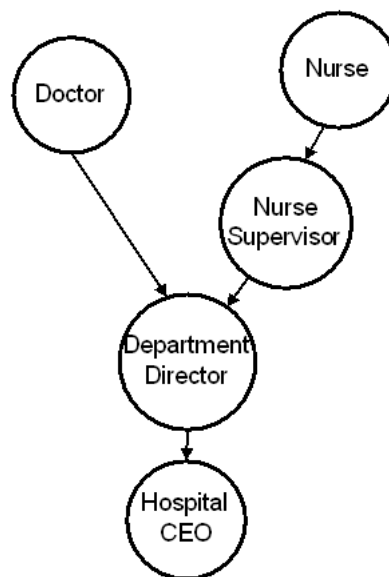 Nurse
Doctor
Nurse
Supervisor
Department
Director
Hospital
CEO